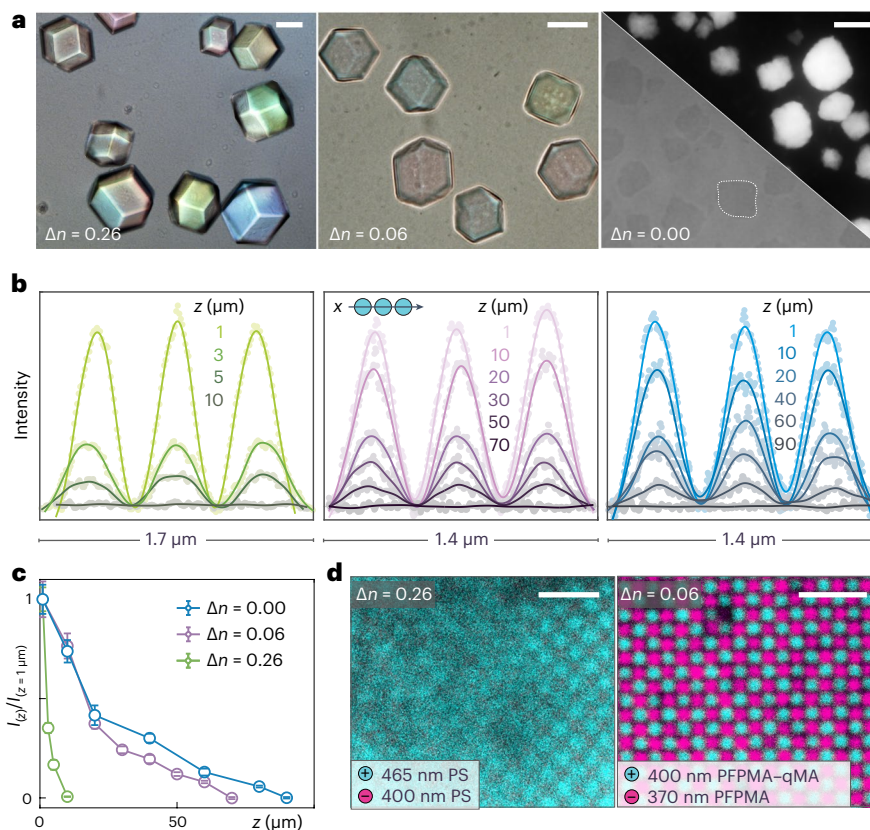 a
Δn = 0.26
Δn = 0.06
Δn = 0.00
b
Intensity
z (μm)
1
3
5
10
x
z (μm)
1
10
20
30
50
70
z (μm)
1
10
20
40
60
90
1.7 μm
1.4 μm
1.4 μm
c
I(z)/I(z = 1 μm)
1
0
Δn = 0.00
Δn = 0.06
Δn = 0.26
0
50
z (μm)
d
Δn = 0.26
+ 465 nm PS
− 400 nm PS
Δn = 0.06
+ 400 nm PFPMA–qMA
− 370 nm PFPMA